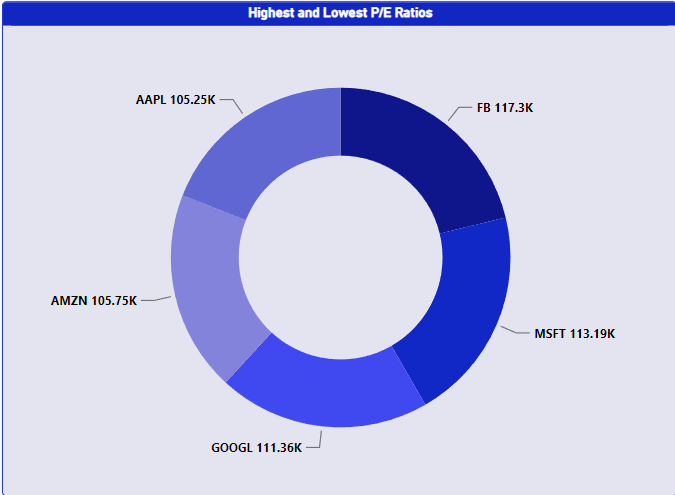 Highest and Lowest P/E Ratios
AAPL 105.25K
FB 117.3K
AMZN 105.75K
MSFT 113.19K
GOOGL 111.36K